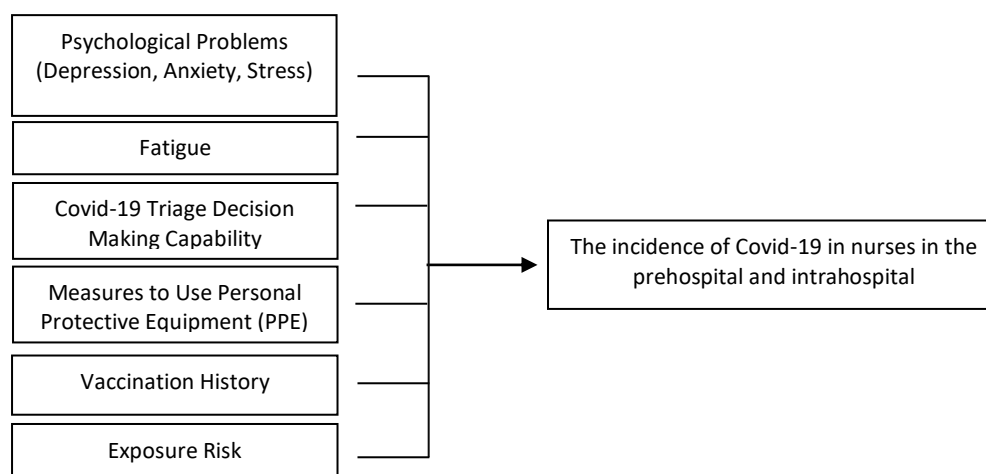 Psychological Problems
(Depression, Anxiety, Stress)
Fatigue
Covid-19 Triage Decision
Making Capability
Measures to Use Personal
Protective Equipment (PPE)
Vaccination History
Exposure Risk
The incidence of Covid-19 in nurses in the
prehospital and intrahospital